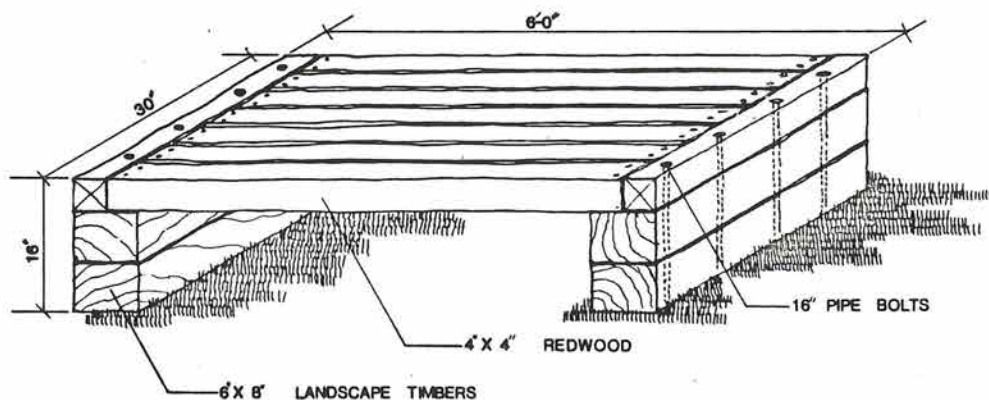 6'-0"
30"
16"
16" PIPE BOLTS
4" X 4" REDWOOD
6" X 8" LANDSCAPE TIMBERS